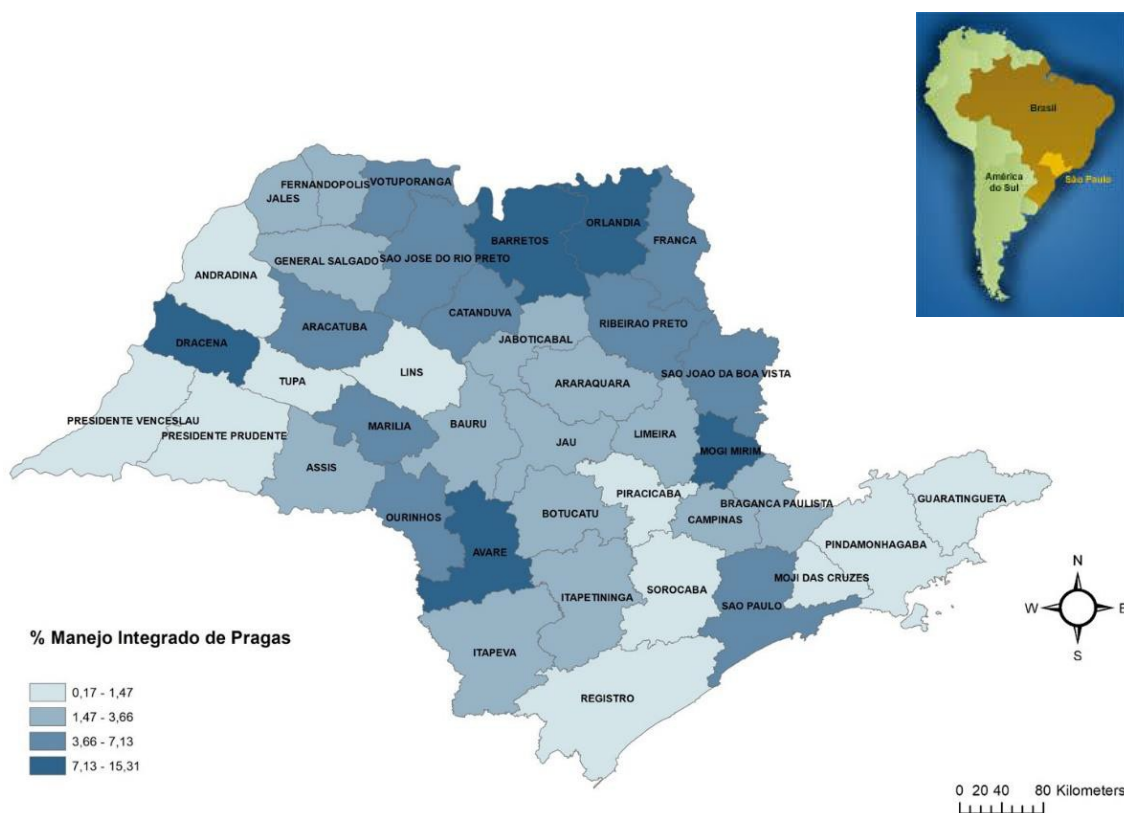 Brasil
América
do Sul
São Paulo
FERNANDOPOLIS
VOTUPORANGA
JALES
ORLANDIA
BARRETOS
FRANCA
GENERAL SALGADO
SAO JOSE DO RIO PRETO
ANDRADINA
CATANDUVA
ARACATUBA
RIBEIRAO PRETO
DRACENA
JABOTICABAL
LINS
SAO JOAO DA BOA VISTA
TUPA
ARARAQUARA
PRESIDENTE VENCESLAU
PRESIDENTE PRUDENTE
MARILIA
BAURU
JAU
LIMEIRA
MOGI MIRIM
ASSIS
PIRACICABA
GUARATINGUETA
BRAGANCA PAULISTA
OURINHOS
BOTUCATU
CAMPINAS
PINDAMONHAGABA
AVARE
MOJI DAS CRUZES
SOROCABA
ITAPETININGA
SAO PAULO
ITAPEVA
REGISTRO
N
W
E
S
% Manejo Integrado de Pragas
0,17 - 1,47
1,47 - 3,66
3,66 - 7,13
7,13 - 15,31
0 20 40 80 Kilometers